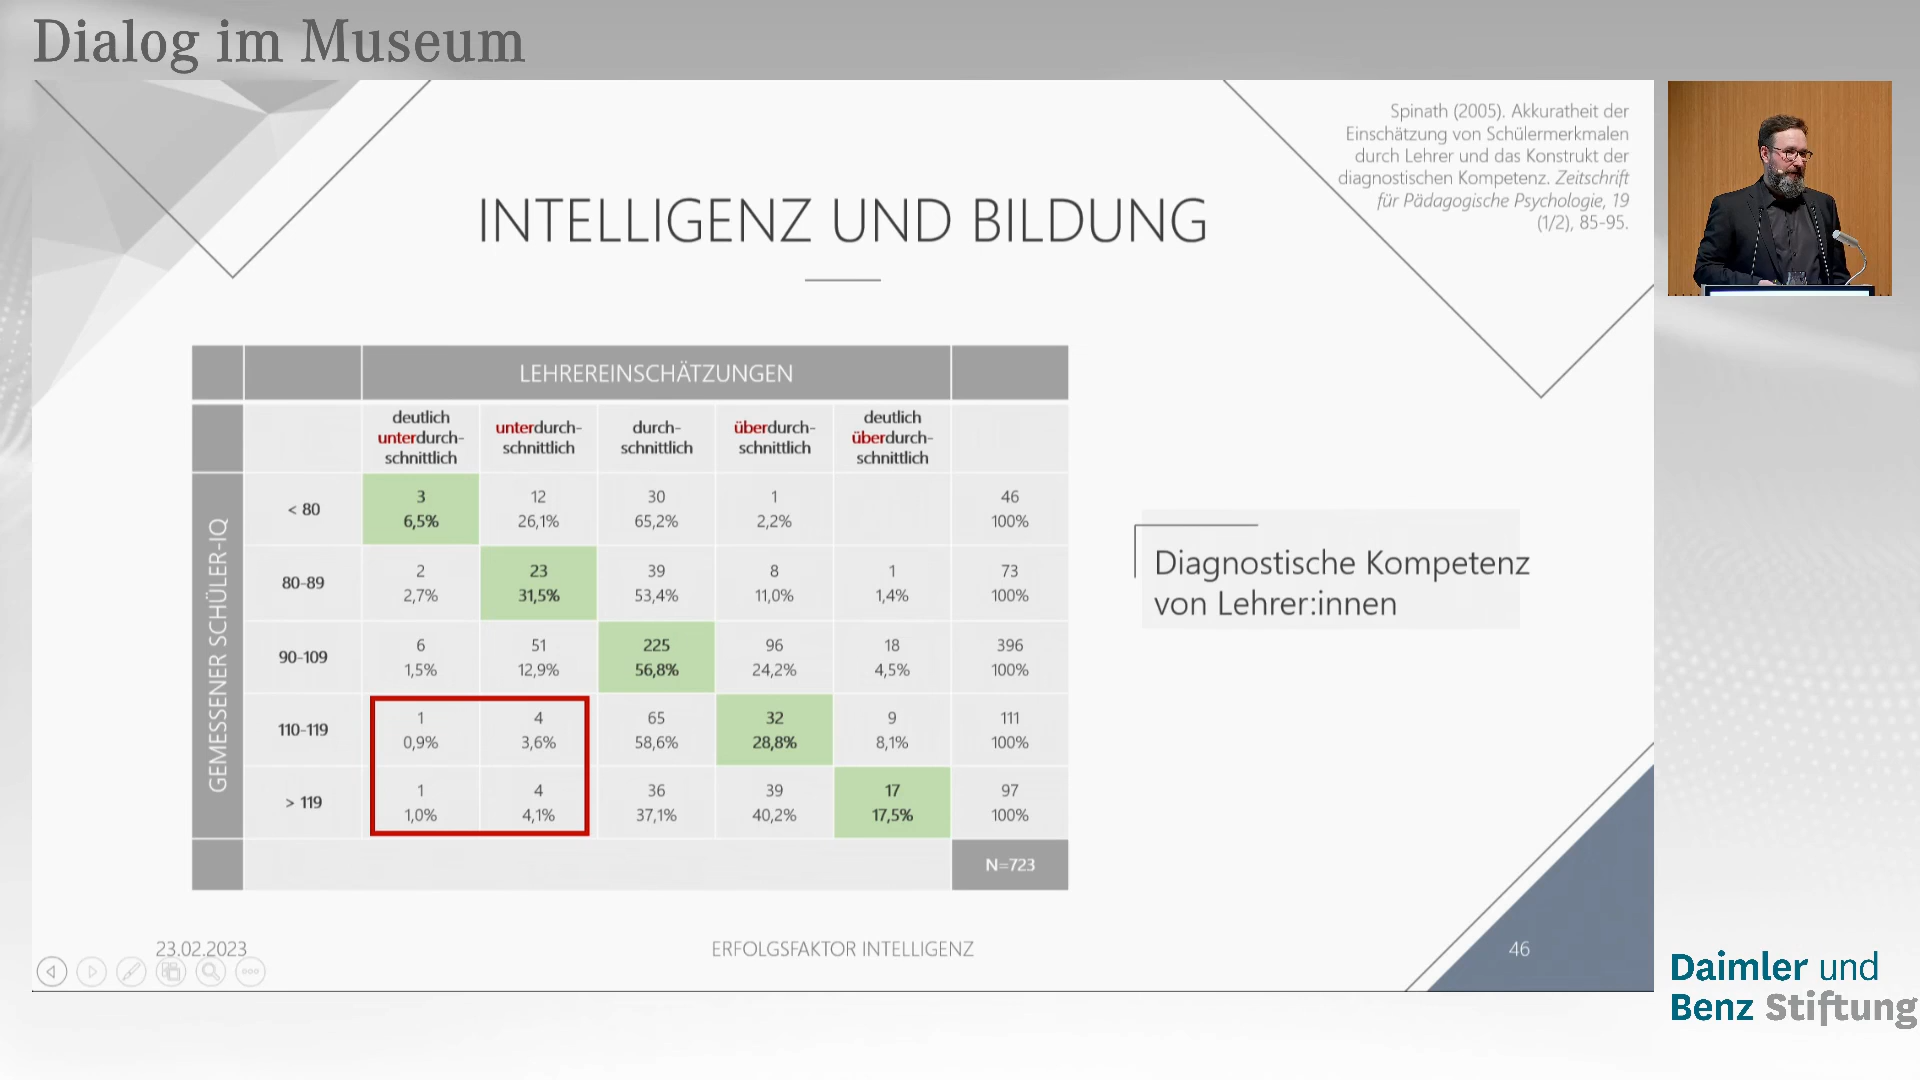 Dialog im Museum
Spinath (2005). Akkuratheit der
Einschätzung von Schülermerkmalen
durch Lehrer und das Konstrukt der
diagnostischen Kompetenz. Zeitschrift
für Pädagogische Psychologie, 19
(1/2), 85-95.
INTELLIGENZ UND BILDUNG
LEHREREINSCHÄTZUNGEN
deutlich
unterdurch-
schnittlich
unterdurch-
schnittlich
durch-
schnittlich
überdurch-
schnittlich
deutlich
überdurch-
schnittlich
GEMESSENER SCHÜLER-IQ
< 80
3 12 30 1 46
6,5% 26,1% 65,2% 2,2% 100%
80-89
2 23 39 8 1 73
2,7% 31,5% 53,4% 11,0% 1,4% 100%
90-109
6 51 225 96 18 396
1,5% 12,9% 56,8% 24,2% 4,5% 100%
110-119
1 4 65 32 9 111
0,9% 3,6% 58,6% 28,8% 8,1% 100%
> 119
1 4 36 39 17 97
1,0% 4,1% 37,1% 40,2% 17,5% 100%
N=723
Diagnostische Kompetenz
von Lehrer:innen
23.02.2023
ERFOLGSFAKTOR INTELLIGENZ
46
Daimler und
Benz Stiftung